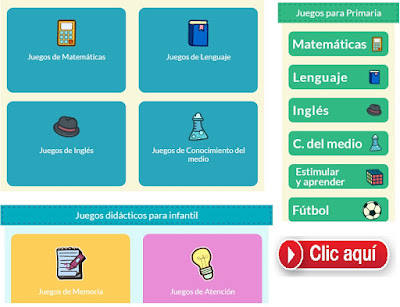 Juegos de Matemáticas
Juegos de Lenguaje
Juegos de Inglés
Juegos de Conocimiento del
medio
Juegos didácticos para infantil
Juegos de Memoria
Juegos de Atención
Juegos para Primaria
Matemáticas
Lenguaje
Inglés
C. del medio
Estimular
y aprender
Fútbol
Clic aquí